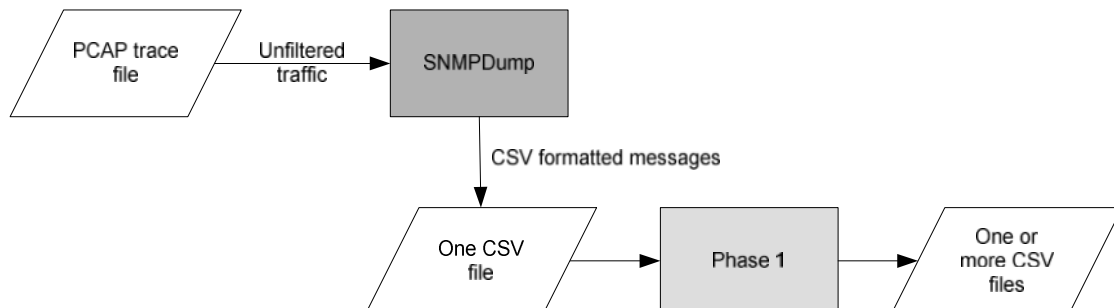 PCAP trace
file
Unfiltered
traffic
SNMPDump
CSV formatted messages
One CSV
file
Phase 1
One or
more CSV
files